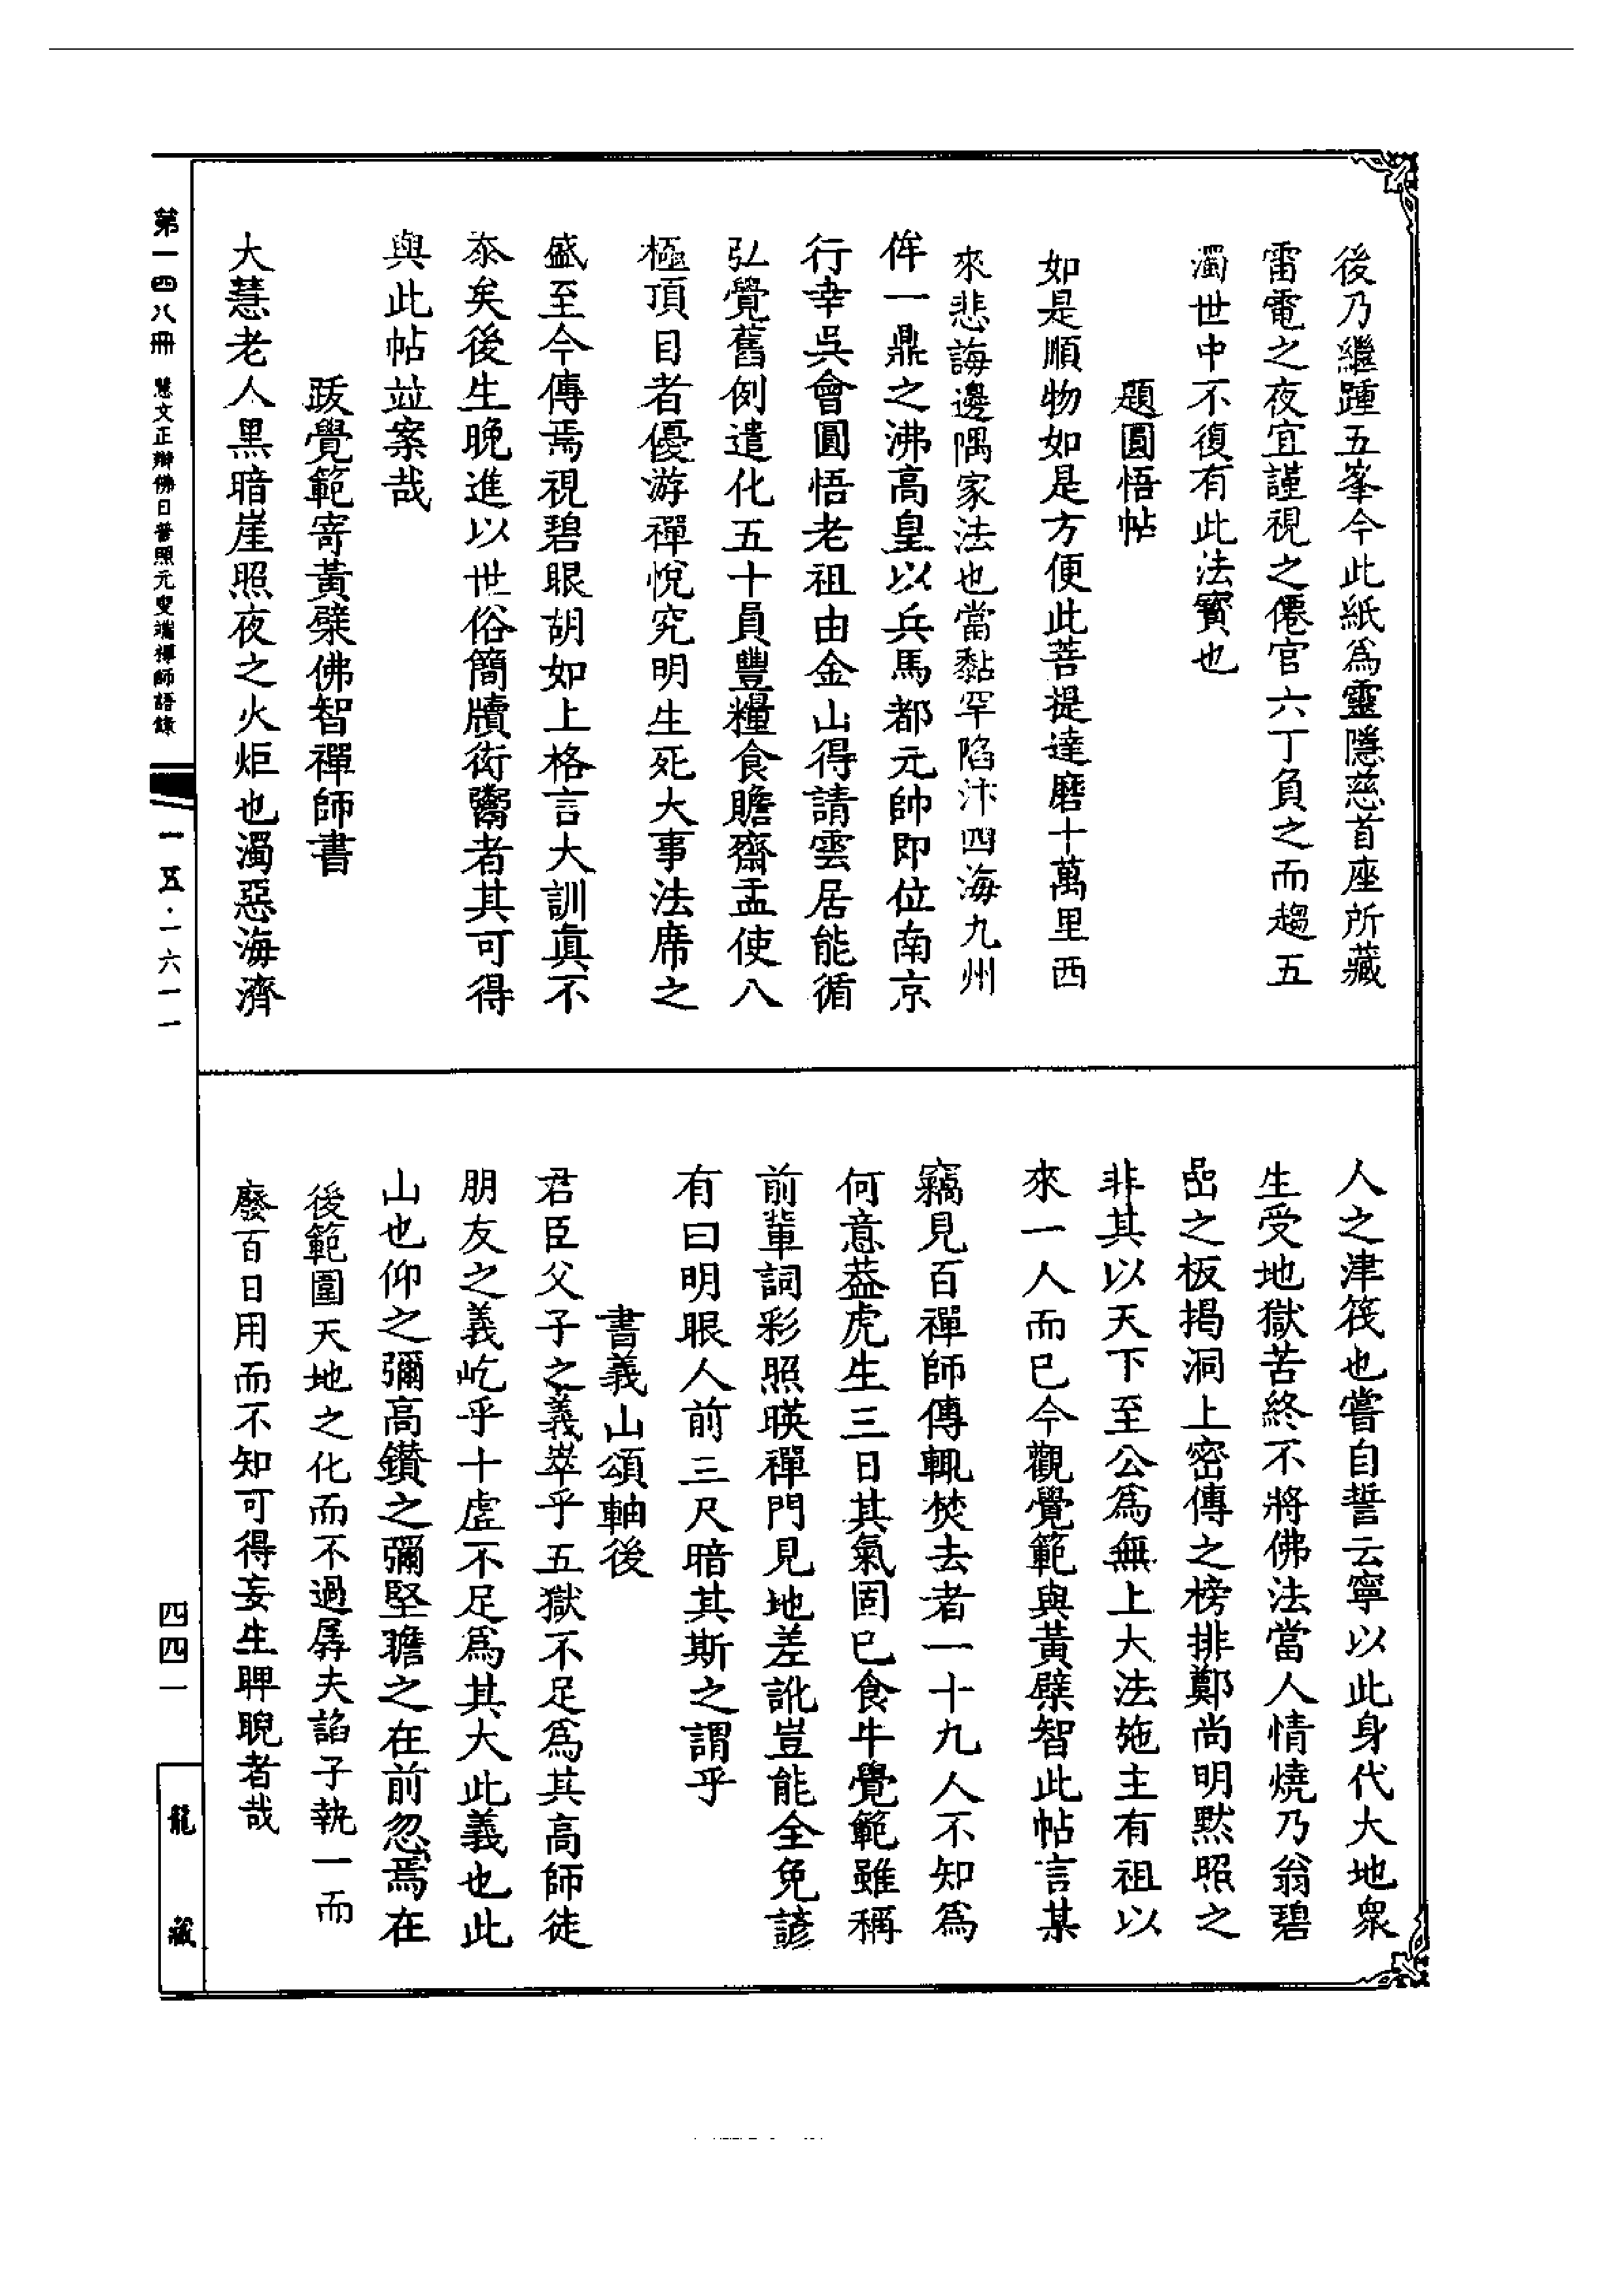 後乃繼踵五峯今此紙爲靈隱慈首座所藏
雷電之夜宜謹視之僊官六丁負之而趨五
濁世中不復有此法寶也
題圓悟帖
如是順物如是方便此菩提達磨十萬里西
來悲誨邊隅家法也當黏罕陷汴四海九州
侔一鼎之沸高皇以兵馬都元帥即位南京
行幸吳會圓悟老祖由金山得請雲居能循
弘覺舊例遣化五十員豐糧食贍齋盂使八
極頂目者優游禪悅究明生死大事法席之
盛至今傳焉視碧眼胡如上格言大訓真不
忝矣後生晚進以世俗簡牘衒鬻者其可得
與此帖竝案哉
跋覺範寄黃檗佛智禪師書
大慧老人黑暗崖照夜之火炬也濁惡海濟
人之津筏也嘗自誓云寧以此身代大地衆
生受地獄苦終不將佛法當人情燒乃翁碧
嵒之板揭洞上密傳之榜排鄭尚明默照之
非其以天下至公爲無上大法施主有祖以
來一人而已今觀覺範與黃檗智此帖言某
竊見百禪師傳輒焚去者一十九人不知爲
何意葢虎生三日其氣固已食牛覺範雖稱
前輩詞彩照暎禪門見地差訛豈能全免諺
有曰明眼人前三尺暗其斯之謂乎
書義山頌軸後
君臣父子之義崒乎五獄不足爲其高師徒
朋友之義屹乎十虛不足爲其大此義也此
山也仰之彌高鑽之彌堅瞻之在前忽焉在
後範圍天地之化而不過孱夫諂子執一而
廢百日用而不知可得妄生睥睨者哉
第一四八冊 慧文正辯佛日普照元叟端禪師語錄
一五·一六一一
四四一
龍藏